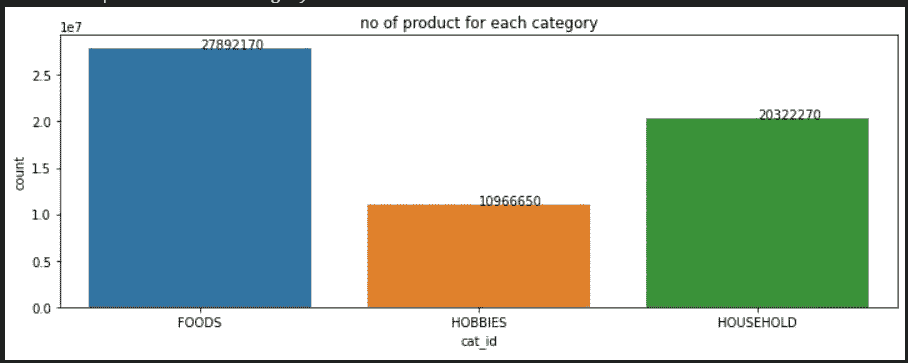 no of product for each category
1e7
27892170
20322270
10966650
2.5
2.0
1.5
1.0
0.5
0.0
count
FOODS
HOBBIES
HOUSEHOLD
cat_id